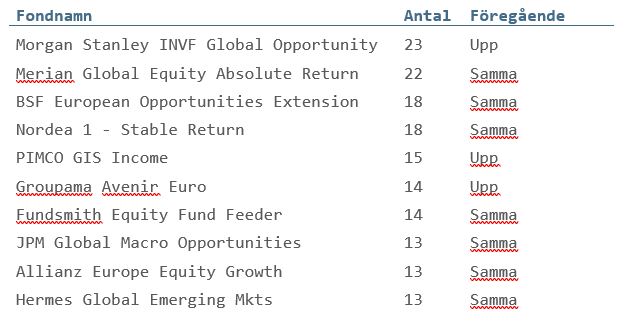 Fondnamn Antal Föregående
Morgan Stanley INVF Global Opportunity 23 Upp
Merian Global Equity Absolute Return 22 Samma
BSF European Opportunities Extension 18 Samma
Nordea 1 - Stable Return 18 Samma
PIMCO GIS Income 15 Upp
Groupama Avenir Euro 14 Upp
Fundsmith Equity Fund Feeder 14 Samma
JPM Global Macro Opportunities 13 Samma
Allianz Europe Equity Growth 13 Samma
Hermes Global Emerging Mkts 13 Samma